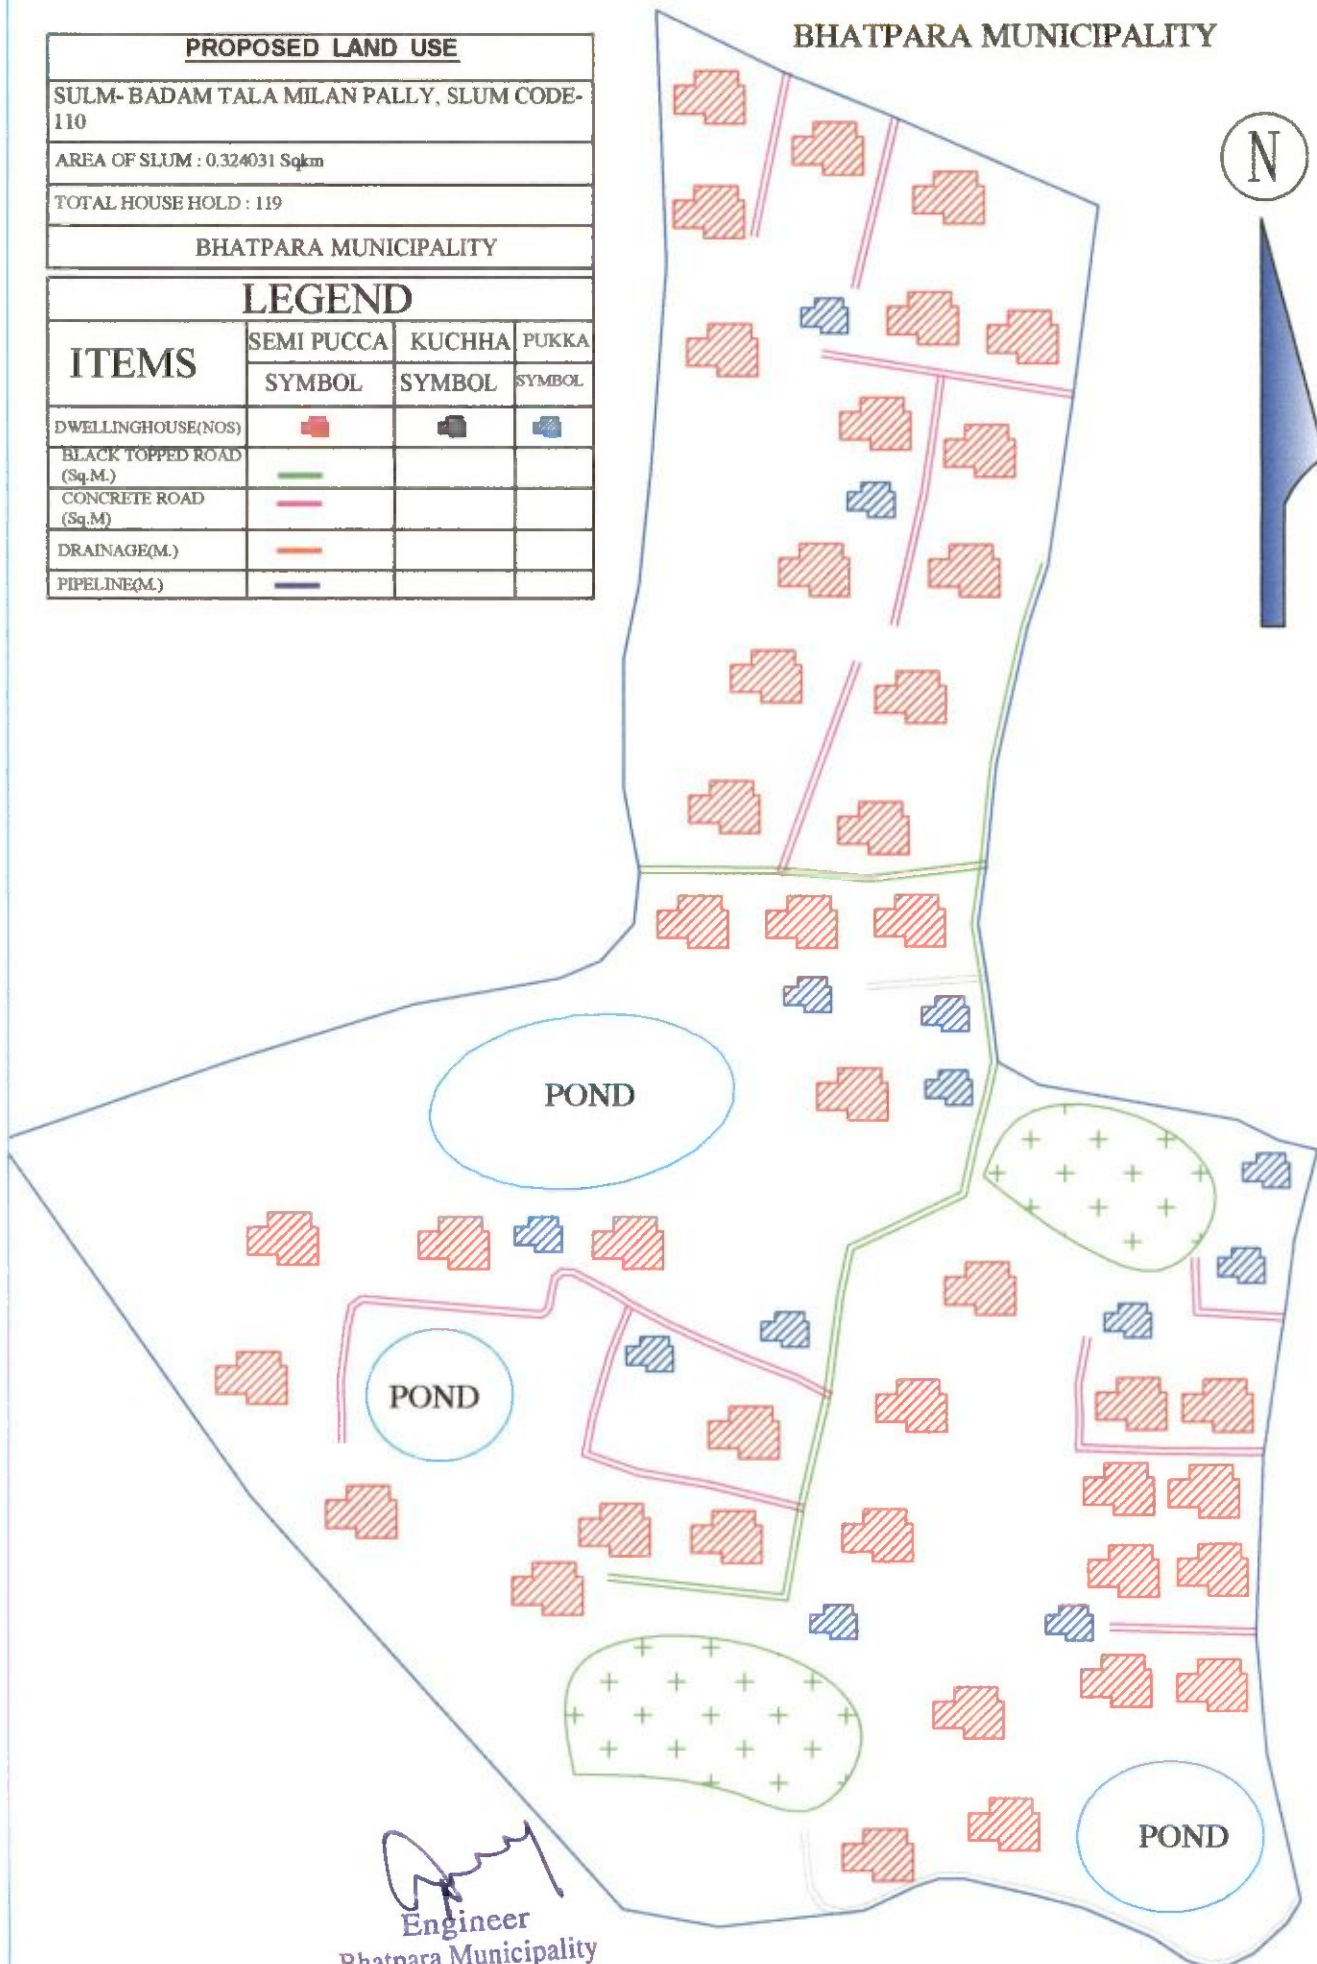 BHATPARA MUNICIPALITY
PROPOSED LAND USE
SULM- BADAM TALA MILAN PALLY, SLUM CODE-
110
AREA OF SLUM : 0.324031 Sqkm
TOTAL HOUSE HOLD : 119
BHATPARA MUNICIPALITY
LEGEND
ITEMS
SEMI PUCCA KUCHHA PUKKA
SYMBOL SYMBOL SYMBOL
DWELLINGHOUSE(NOS)
BLACK TOPPED ROAD
(Sq.M.)
CONCRETE ROAD
(Sq.M)
DRAINAGE(M.)
PIPELINE(M.)
N
POND
POND
POND
Engineer
Bhatpara Municipality